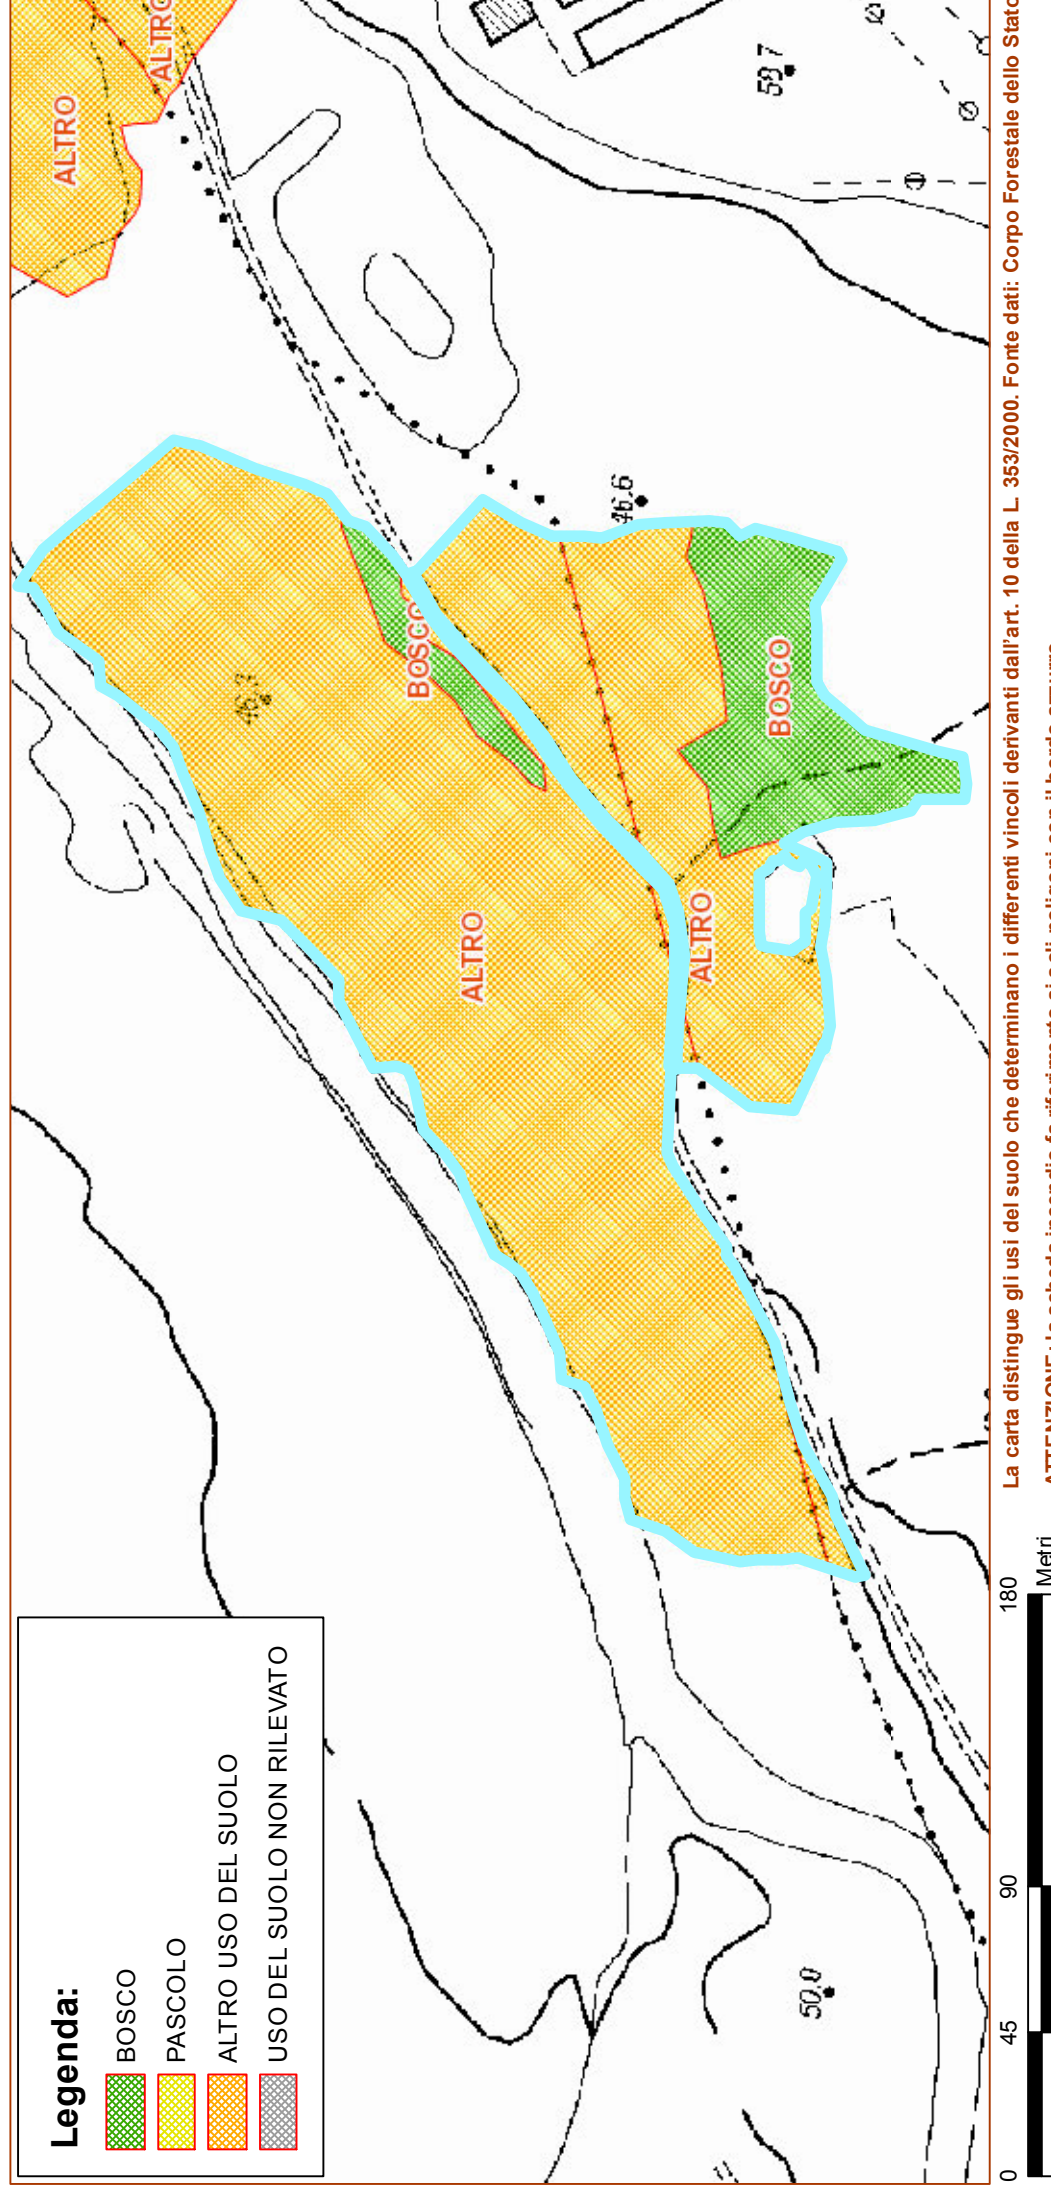 Legenda:
BOSCO
PASCOLO
ALTRO USO DEL SUOLO
USO DEL SUOLO NON RILEVATO
ALTRO
ALTRO
BOSCO
46.3
ALTRO
ALTRO
BOSCO
46.6
59.7
50.0
0 45 90 180
Metri
La carta distingue gli usi del suolo che determinano i differenti vincoli derivanti dall'art. 10 della L. 353/2000. Fonte dati: Corpo Forestale dello Stato